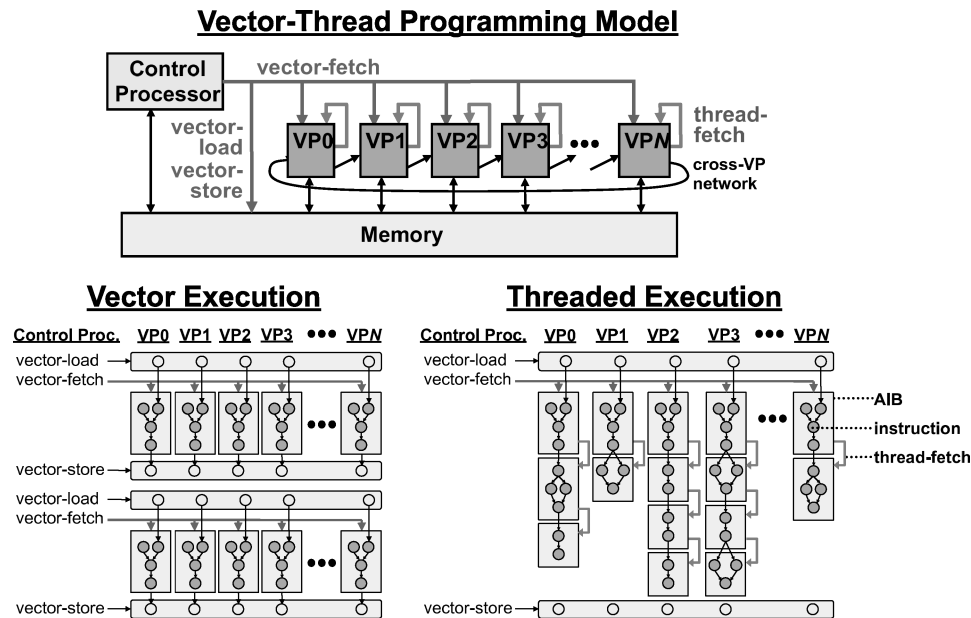 Vector-Thread Programming Model
Control
Processor
vector-fetch
vector-
load
vector-
store
VP0
VP1
VP2
VP3
•••
VPN
thread-
fetch
cross-VP
network
Memory
Vector Execution
Control Proc. VP0 VP1 VP2 VP3 ••• VPN
vector-load
vector-fetch
•••
vector-store
vector-load
vector-fetch
•••
vector-store
Threaded Execution
Control Proc. VP0 VP1 VP2 VP3 ••• VPN
vector-load
vector-fetch
•••
AIB
instruction
thread-fetch
vector-store